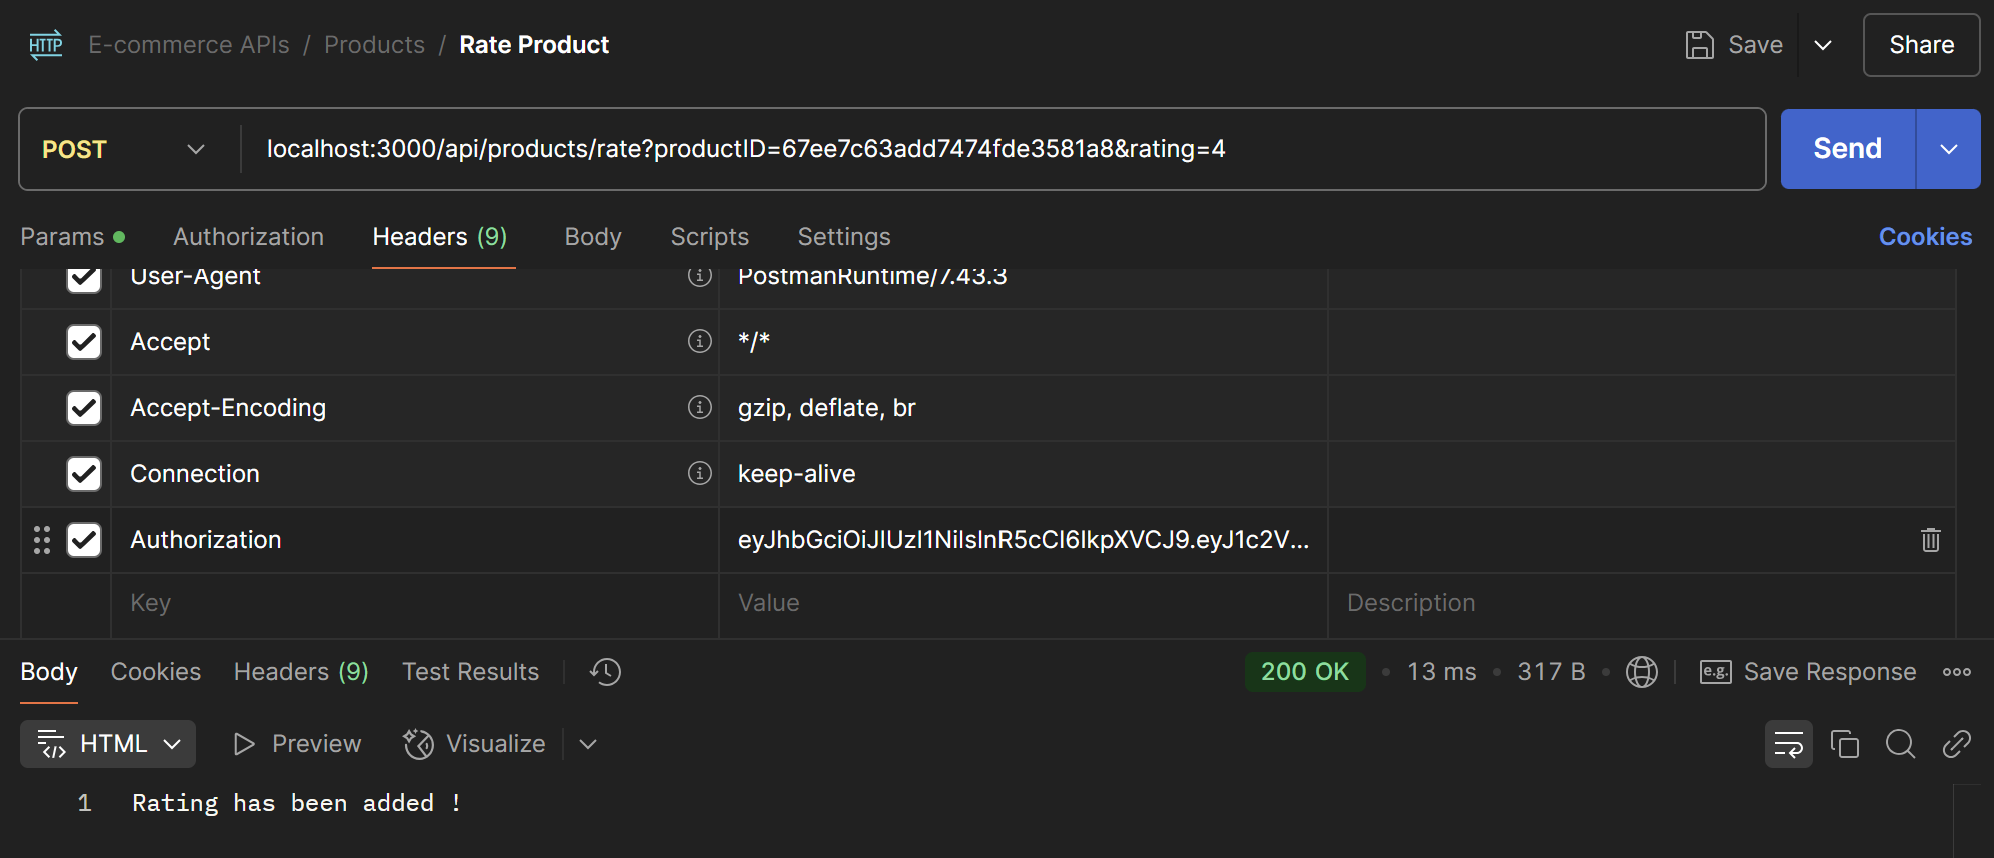 HTTP E-commerce APIs / Products / Rate Product Save Share
POST localhost:3000/api/products/rate?productID=67ee7c63add7474fde3581a8&rating=4 Send
Params Authorization Headers (9) Body Scripts Settings Cookies
User-Agent PostmanRuntime/7.43.3
Accept */*
Accept-Encoding gzip, deflate, br
Connection keep-alive
Authorization eyJhbGciOiJIUzI1NiIsInR5cCI6IkpXVCJ9.eyJ1c2V...
Key Value Description
Body Cookies Headers (9) Test Results 200 OK • 13 ms • 317 B • e.g. Save Response
HTML Preview Visualize
1 Rating has been added !